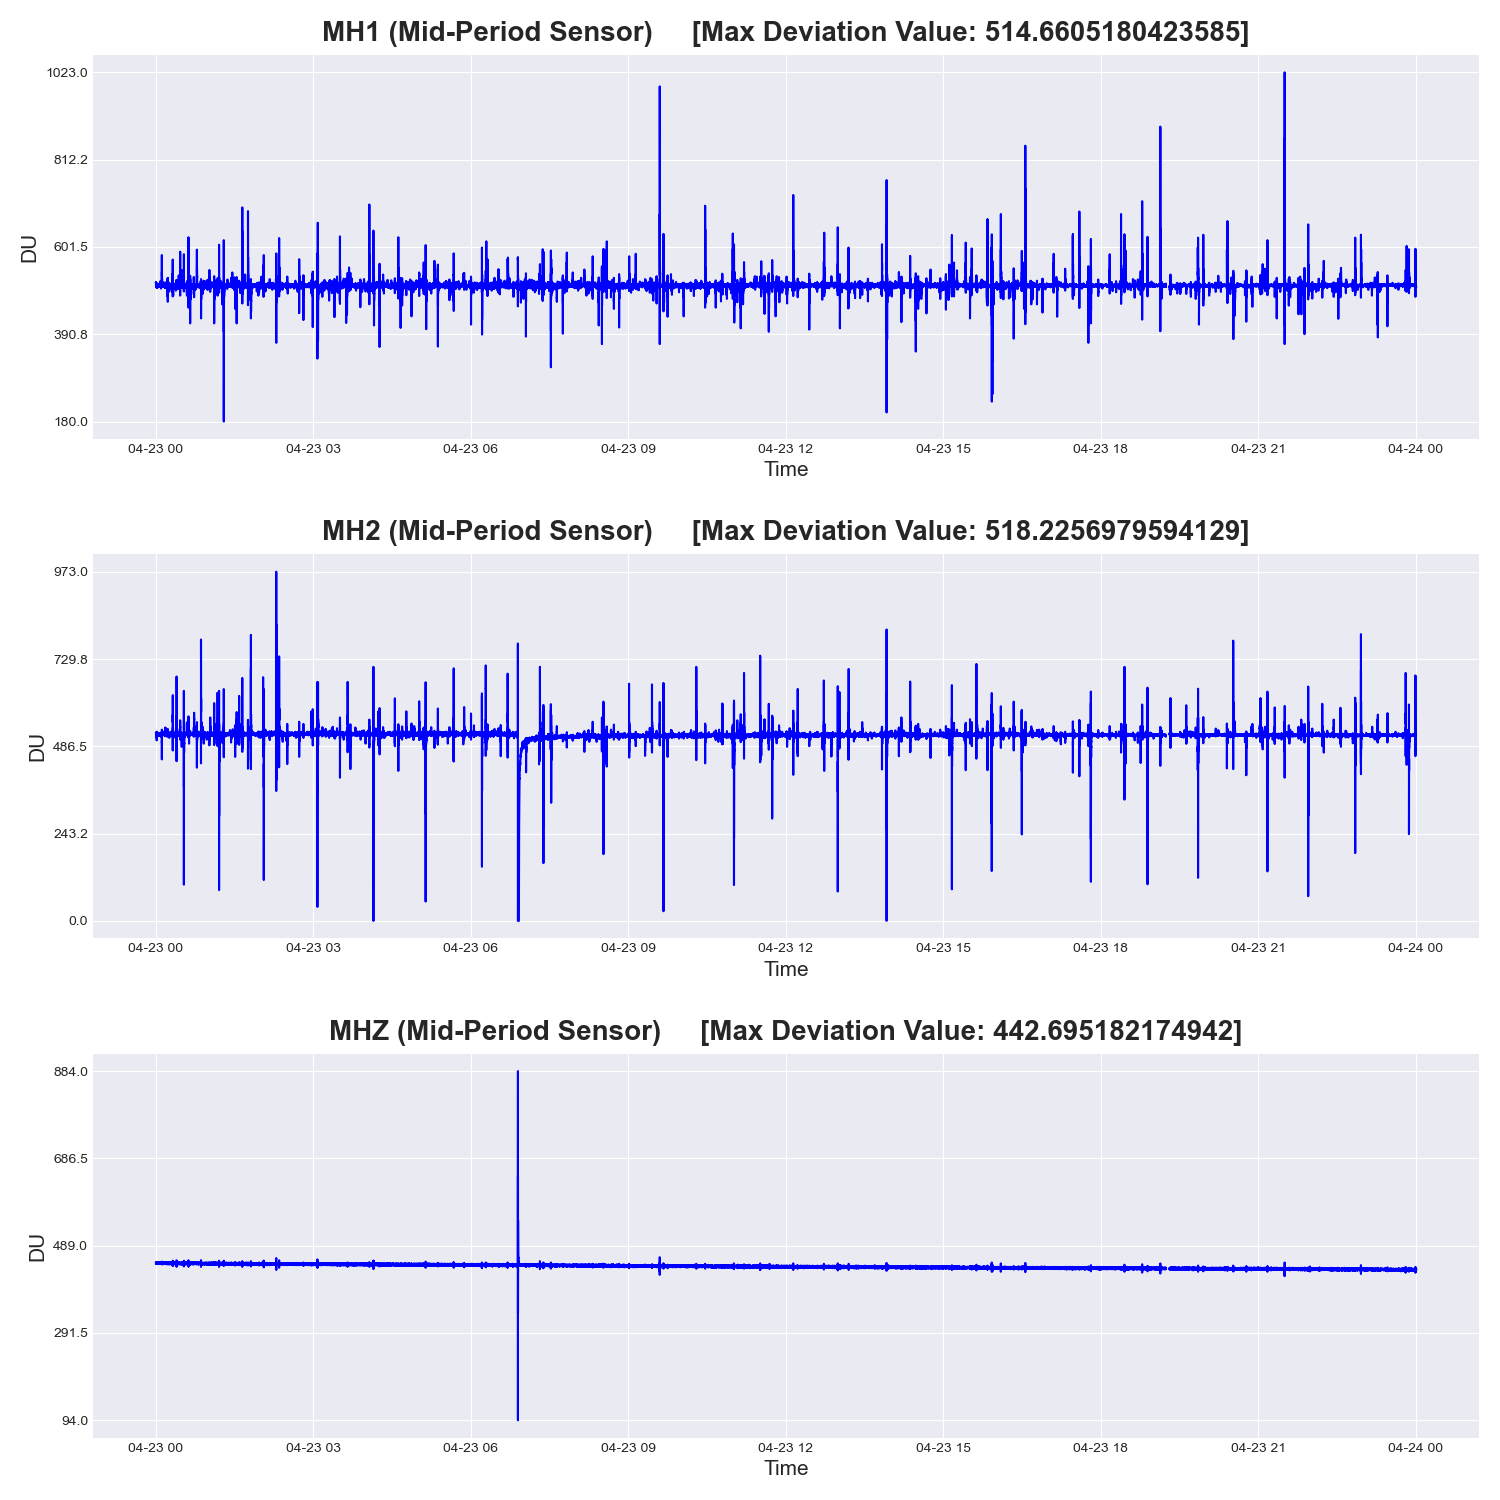 MH1 (Mid-Period Sensor) [Max Deviation Value: 514.6605180423585]
1023.0
812.2
601.5
390.8
180.0
DU
04-23 00 04-23 03 04-23 06 04-23 09 04-23 12 04-23 15 04-23 18 04-23 21 04-24 00
Time
MH2 (Mid-Period Sensor) [Max Deviation Value: 518.2256979594129]
973.0
729.8
486.5
243.2
0.0
DU
04-23 00 04-23 03 04-23 06 04-23 09 04-23 12 04-23 15 04-23 18 04-23 21 04-24 00
Time
MHZ (Mid-Period Sensor) [Max Deviation Value: 442.695182174942]
884.0
686.5
489.0
291.5
94.0
DU
04-23 00 04-23 03 04-23 06 04-23 09 04-23 12 04-23 15 04-23 18 04-23 21 04-24 00
Time